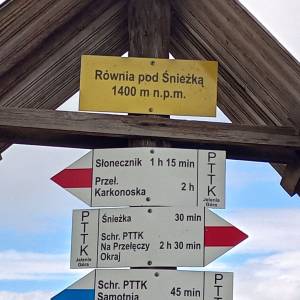 Równia pod Śnieżką
1400 m n.p.m.
Słonecznik 1 h 15 min
Przeł.
Karkonoska 2 h
PTTK
Jelenia
Góra
PTTK
Jelenia
Góra
Śnieżka 30 min
Schr. PTTK
Na Przełęczy 2 h 30 min
Okraj
Schr. PTTK
Samotnia 45 min